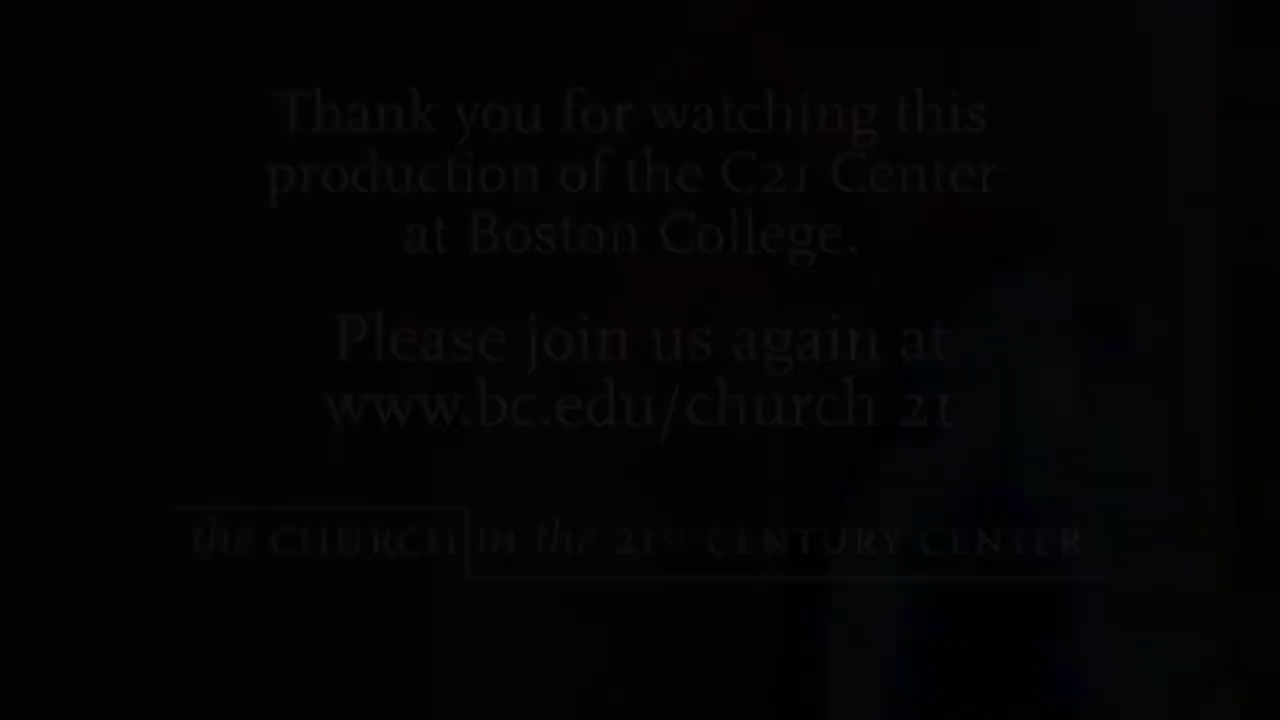 Thank you for watching this
production of the C21 Center
at Boston College.
Please join us again at
www.bc.edu/church 21
the CHURCH in the 21st CENTURY CENTER